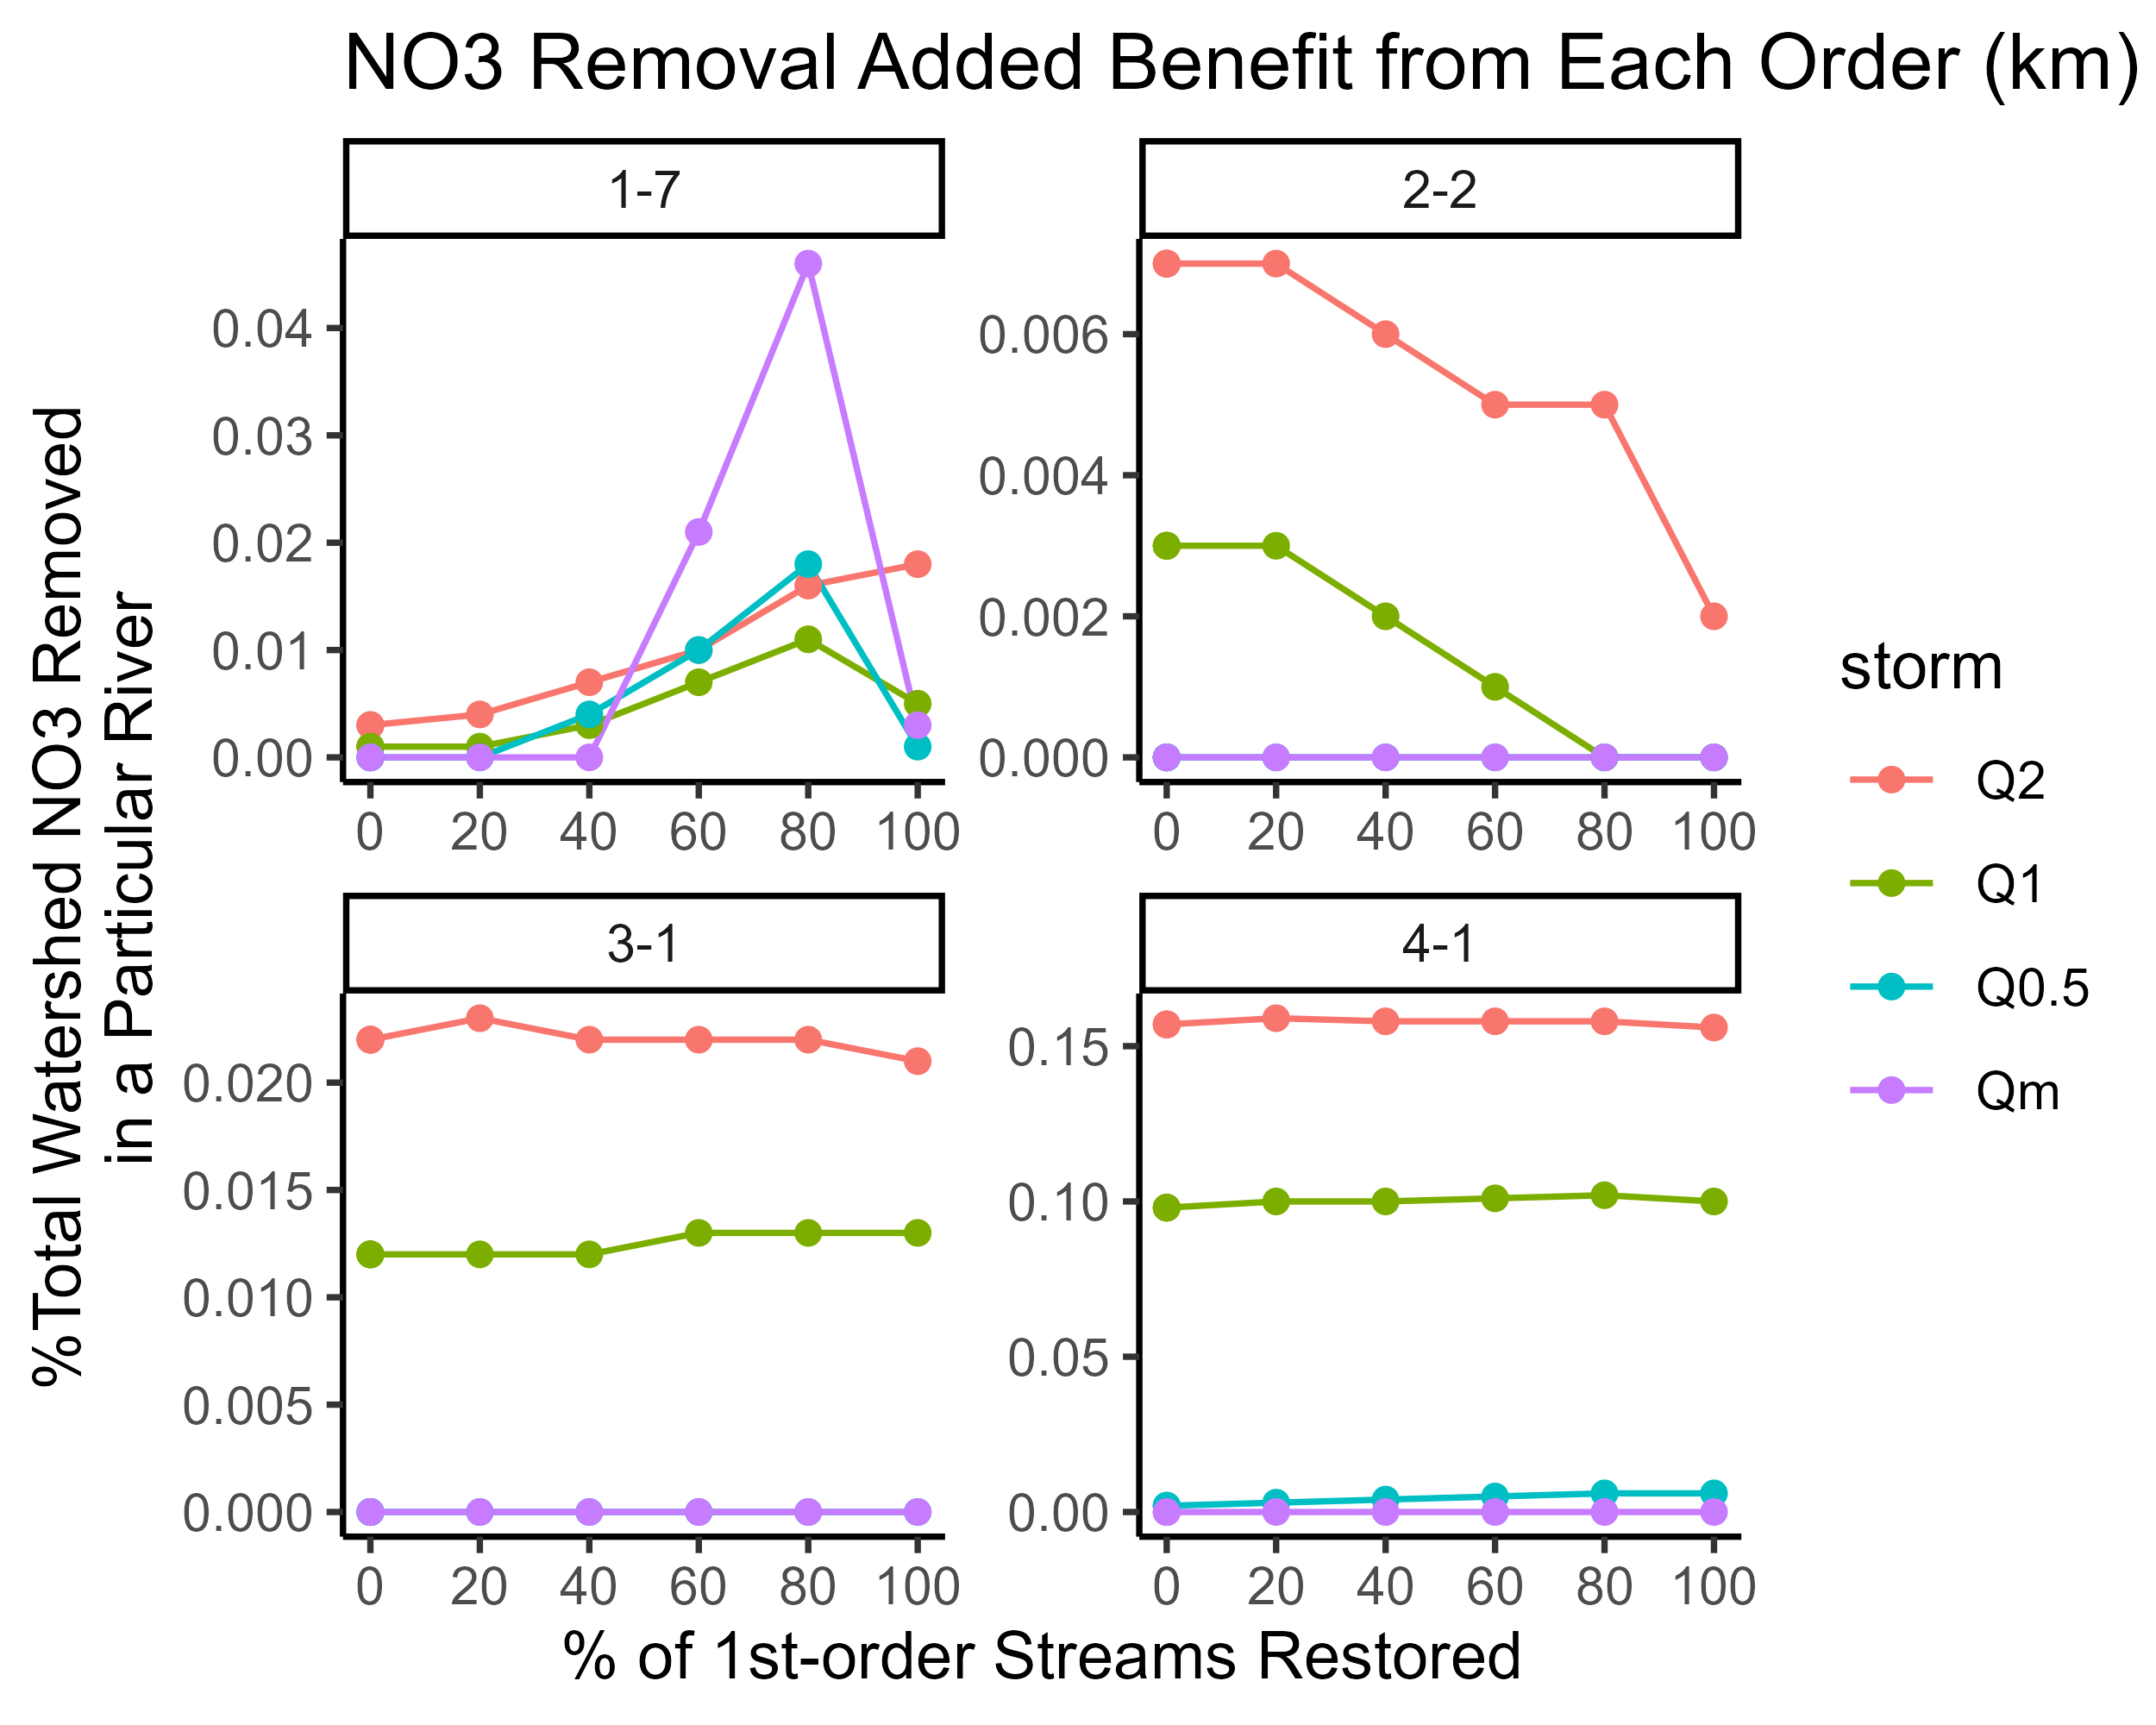 NO3 Removal Added Benefit from Each Order (km)
%Total Watershed NO3 Removed
in a Particular River
1-7
0.04
0.03
0.02
0.01
0.00
0 20 40 60 80 100
2-2
0.006
0.004
0.002
0.000
0 20 40 60 80 100
3-1
0.020
0.015
0.010
0.005
0.000
0 20 40 60 80 100
4-1
0.15
0.10
0.05
0.00
0 20 40 60 80 100
% of 1st-order Streams Restored
storm
Q2
Q1
Q0.5
Qm